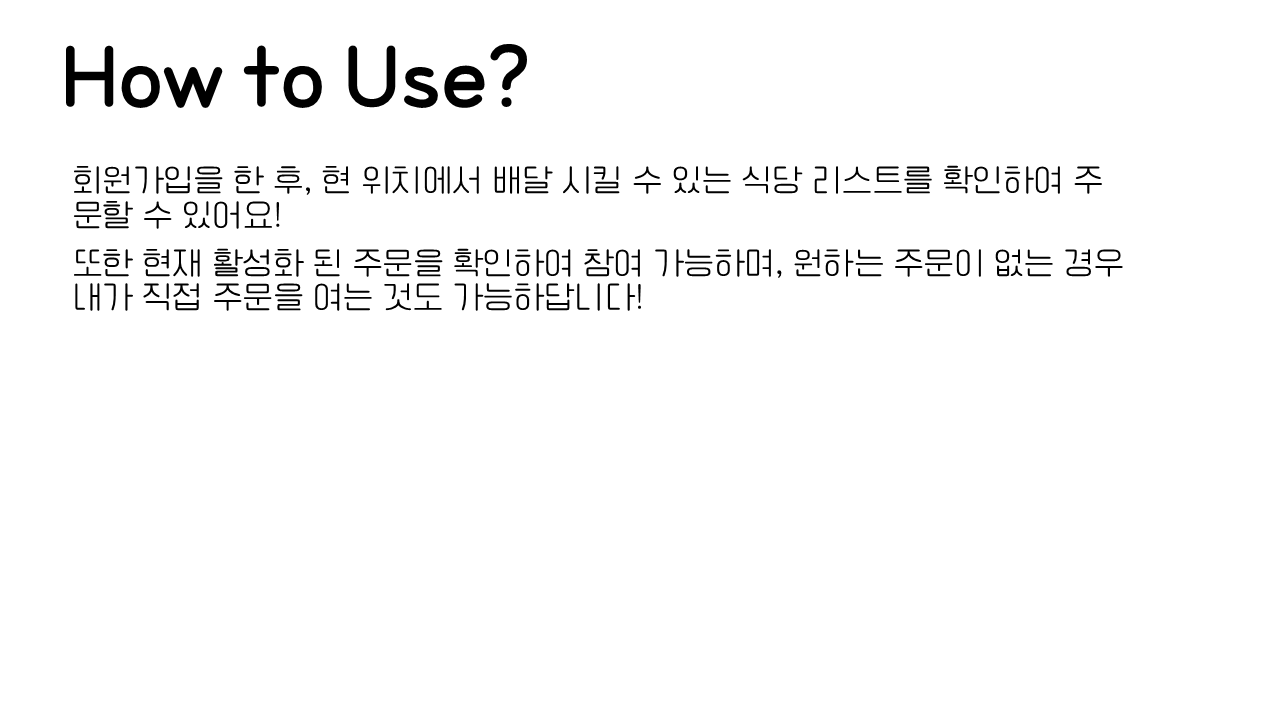 How to Use?
회원가입을 한 후, 현 위치에서 배달 시킬 수 있는 식당 리스트를 확인하여 주
문할 수 있어요!
또한 현재 활성화 된 주문을 확인하여 참여 가능하며, 원하는 주문이 없는 경우
내가 직접 주문을 여는 것도 가능하답니다!